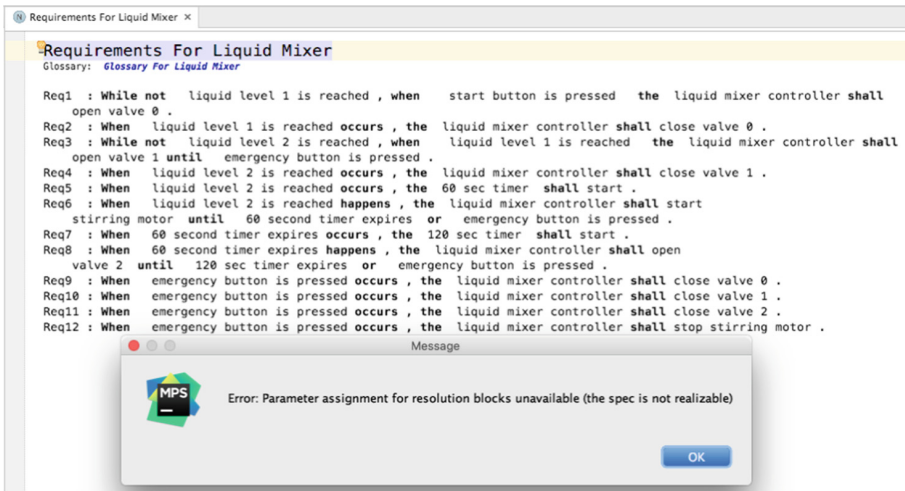 Requirements For Liquid Mixer ×
Requirements For Liquid Mixer
Glossary: Glossary For Liquid Mixer
Req1 : While not liquid level 1 is reached , when start button is pressed the liquid mixer controller shall
open valve 0 .
Req2 : When liquid level 1 is reached occurs , the liquid mixer controller shall close valve 0 .
Req3 : While not liquid level 2 is reached , when liquid level 1 is reached the liquid mixer controller shall
open valve 1 until emergency button is pressed .
Req4 : When liquid level 2 is reached occurs , the liquid mixer controller shall close valve 1 .
Req5 : When liquid level 2 is reached occurs , the 60 sec timer shall start .
Req6 : When liquid level 2 is reached happens , the liquid mixer controller shall start
stirring motor until 60 second timer expires or emergency button is pressed .
Req7 : When 60 second timer expires occurs , the 120 sec timer shall start .
Req8 : When 60 second timer expires happens , the liquid mixer controller shall open
valve 2 until 120 sec timer expires or emergency button is pressed .
Req9 : When emergency button is pressed occurs , the liquid mixer controller shall close valve 0 .
Req10 : When emergency button is pressed occurs , the liquid mixer controller shall close valve 1 .
Req11 : When emergency button is pressed occurs , the liquid mixer controller shall close valve 2 .
Req12 : When emergency button is pressed occurs , the liquid mixer controller shall stop stirring motor .
Message
MPS
Error: Parameter assignment for resolution blocks unavailable (the spec is not realizable)
OK